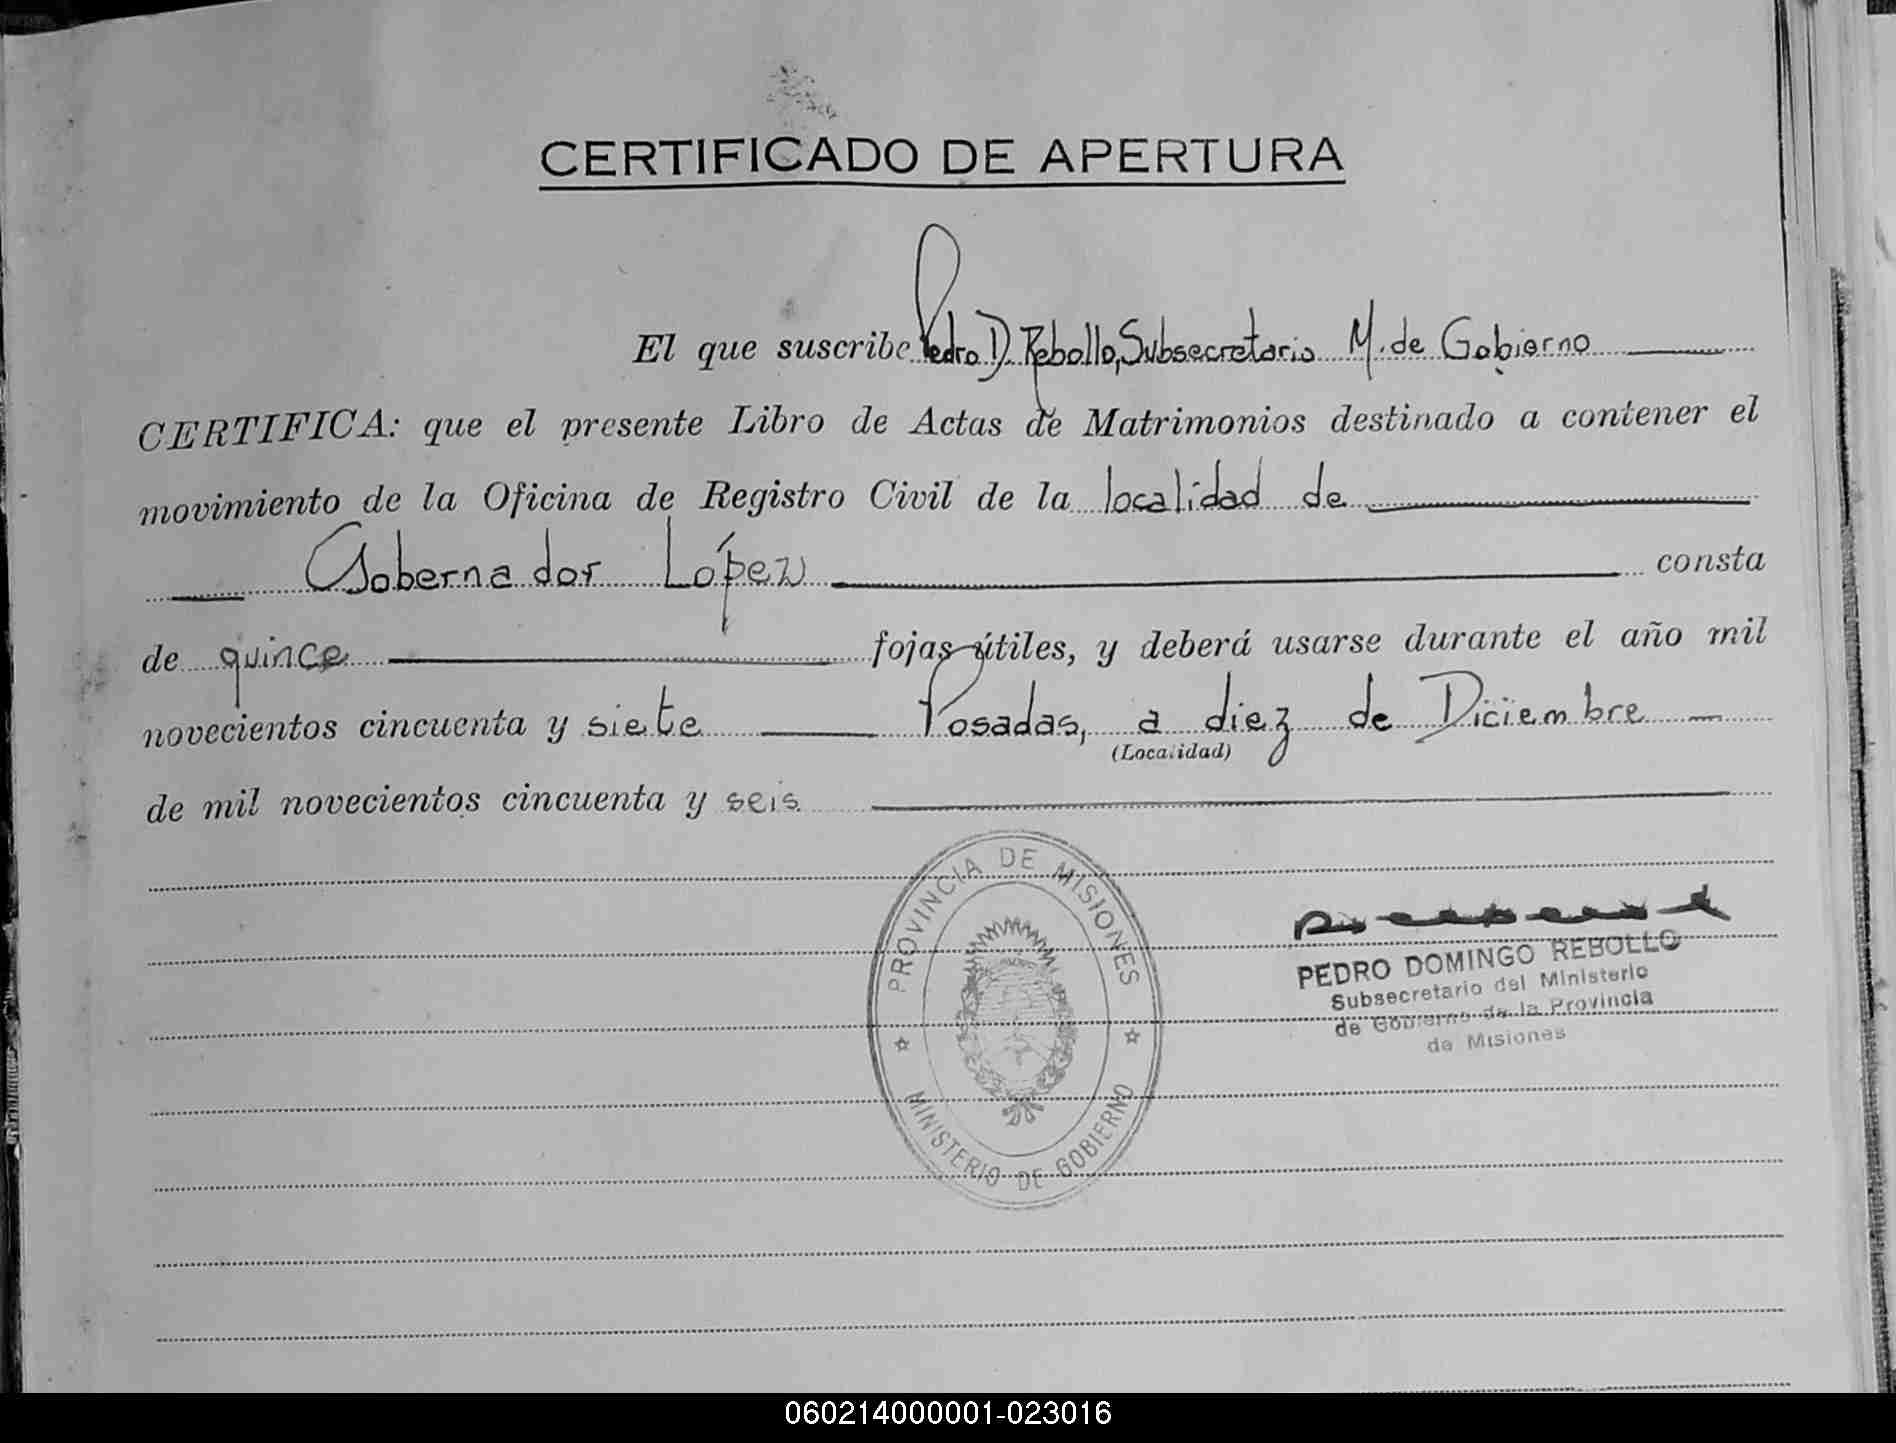 CERTIFICADO DE APERTURA
El que suscribe Pedro D. Rebollo, Subsecretario M. de Gobierno
CERTIFICA: que el presente Libro de Actas de Matrimonios destinado a contener el
movimiento de la Oficina de Registro Civil de la localidad de
Gobernador López consta
de quince fojas útiles, y deberá usarse durante el año mil
novecientos cincuenta y siete Posadas, a diez de Diciembre
(Localidad)
de mil novecientos cincuenta y seis
PROVINCIA DE MISIONES
MINISTERIO DE GOBIERNO
PEDRO DOMINGO REBOLLO
Subsecretario del Ministerio
de Gobierno de la Provincia
de Misiones
060214000001-023016